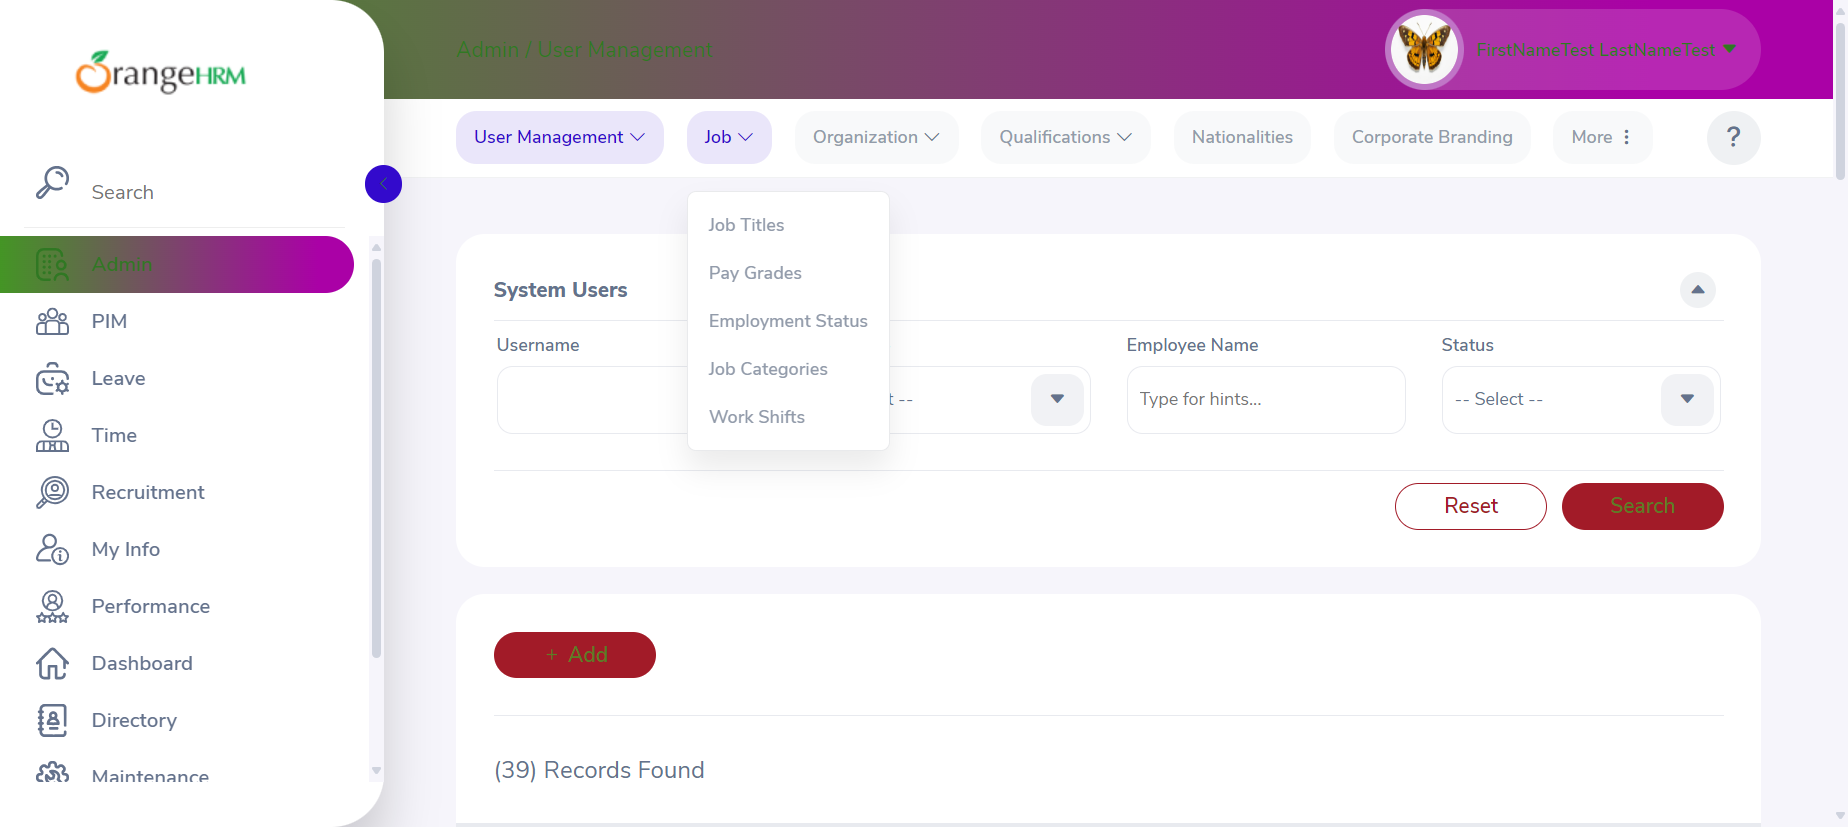 OrangeHRM
Search
Admin
PIM
Leave
Time
Recruitment
My Info
Performance
Dashboard
Directory
Maintenance
Admin / User Management
FirstNameTest LastNameTest
User Management
Job
Organization
Qualifications
Nationalities
Corporate Branding
More
?
Job Titles
Pay Grades
Employment Status
Job Categories
Work Shifts
System Users
Username
Employee Name
Status
t --
Type for hints...
-- Select --
Reset
Search
+ Add
(39) Records Found